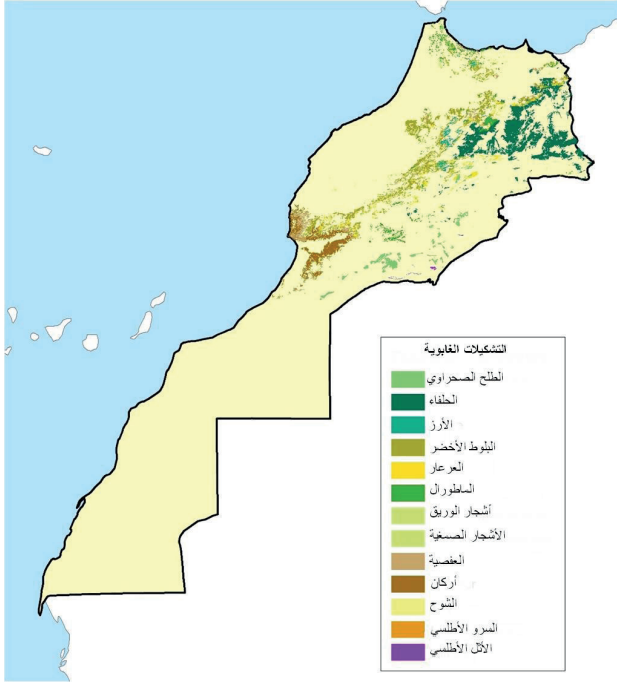 التشكيلات الغابوية
الطلح الصحراوي
الحلفاء
الأرز
البلوط الأخضر
العرعار
الماطورال
أشجار الوريق
الأشجار الصمغية
العفصية
أركان
الشوح
السرو الأطلسي
الأثل الأطلسي